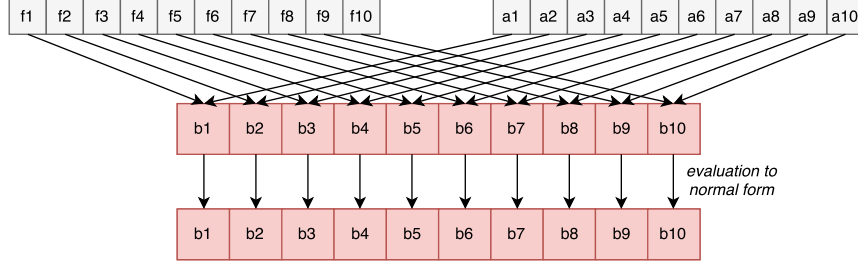 f1 f2 f3 f4 f5 f6 f7 f8 f9 f10 a1 a2 a3 a4 a5 a6 a7 a8 a9 a10
b1 b2 b3 b4 b5 b6 b7 b8 b9 b10
evaluation to
normal form
b1 b2 b3 b4 b5 b6 b7 b8 b9 b10